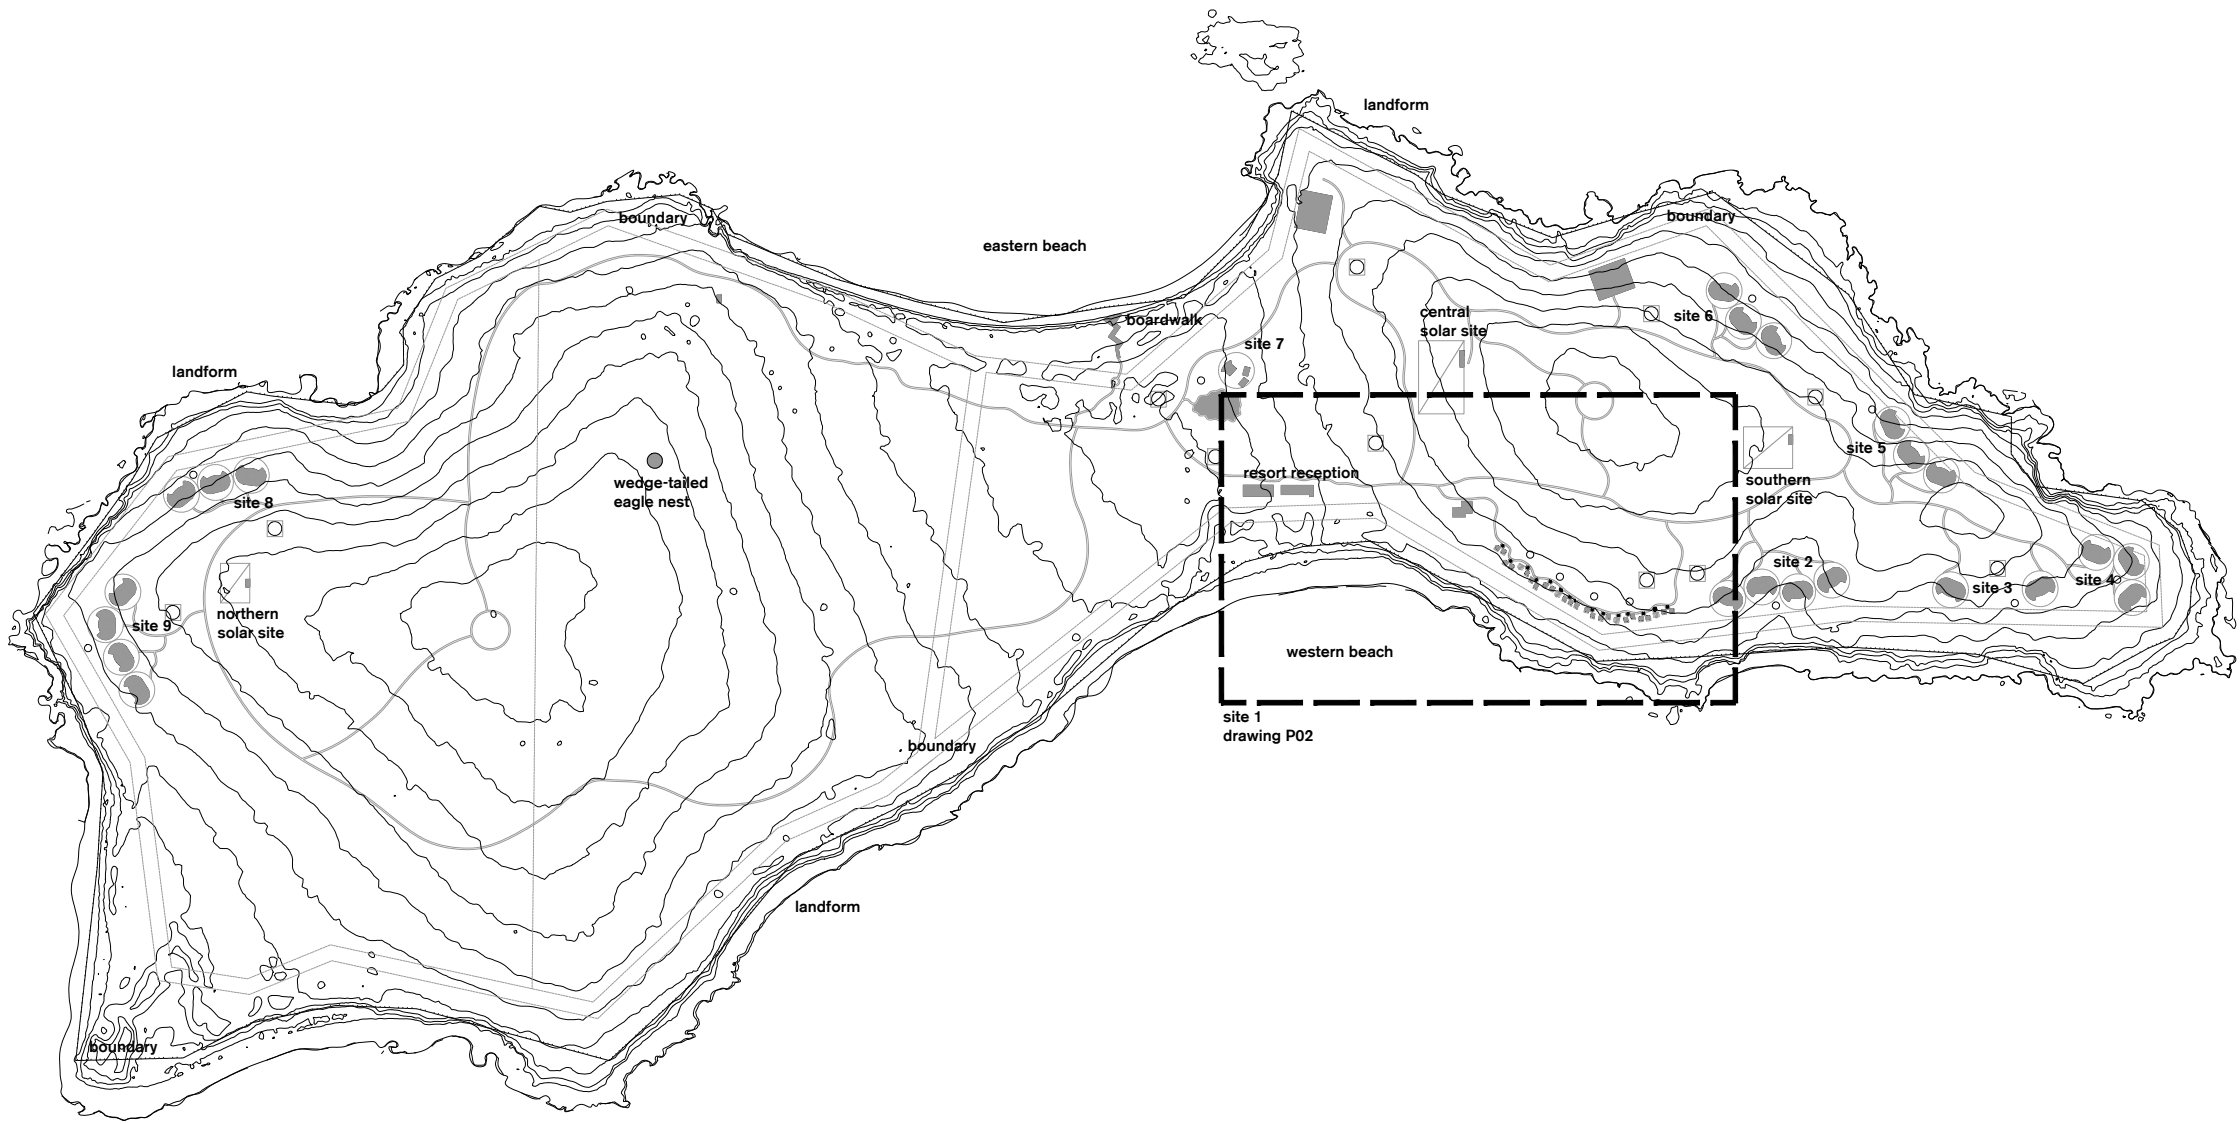 landform
boundary
boundary
eastern beach
central
solar site
site 6
boardwalk
site 7
landform
site 5
resort reception
wedge-tailed
eagle nest
southern
solar site
site 8
site 2
site 4
site 3
northern
solar site
site 9
western beach
site 1
drawing P02
boundary
landform
boundary